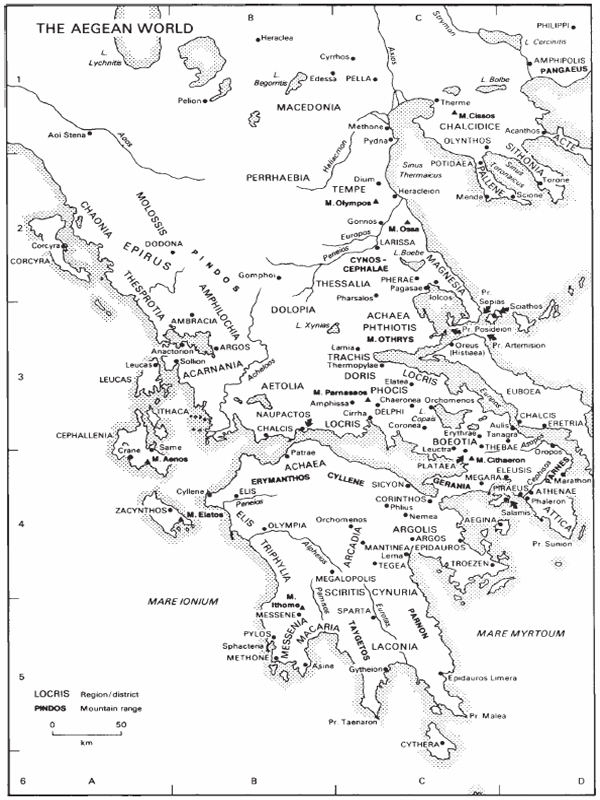 THE AEGEAN WORLD
B
C
Strymon
PHILIPPI
Heraclea
L. Lychnitis
Axios
L. Cercinitis
Cyrrhos
AMPHIPOLIS
PANGAEUS
L. Begorritis
Edessa
PELLA
1
L. Bolbe
Pelion
MACEDONIA
Therme
M. Cissos
CHALCIDICE
Methone
Acanthos
ACTE
Aoi Stena
Aoos
Pydna
OLYNTHOS
SITHONIA
Haliacmon
Sinus Thermaicus
POTIDAEA
Sinus Toronaicus
PERRHAEBIA
Dium
PALLENE
Torone
TEMPE
Heracleion
Mende
Scione
M. Olympos
MOLOSSIS
CHAONIA
Gonnos
M. Ossa
2
Europos
LARISSA
Corcyra
DODONA
PINDOS
Peneios
L. Boebe
CORCYRA
EPIRUS
CYNOS-CEPHALAE
MAGNESIA
Gomphoi
PHERAE
Pr. Sepias
THESPROTIA
THESSALIA
Pagasae
Iolcos
Sciathos
AMPHILOCHIA
Pharsalos
DOLOPIA
ACHAEA PHTHIOTIS
Pr. Posideion
AMBRACIA
L. Xynias
M. OTHRYS
Oreus (Histiaea)
Pr. Artemision
Anactorion
ARGOS
Lamia
Sollion
TRACHIS
Leucas
ACARNANIA
Acheloos
Thermopylae
3
DORIS
LOCRIS
LEUCAS
AETOLIA
Elatea
EUBOEA
M. Parnassos
PHOCIS
Euripos
ITHACA
Amphissa
Chaeronea
Orchomenos
NAUPACTOS
Cirrha
DELPHI
L. Copais
CHALCIS
CEPHALLENIA
CHALCIS
LOCRIS
Coronea
Erythrae
Aulis
Tanagra
ERETRIA
BOEOTIA
Asopos
Same
Leuctra
THEBAE
Oropos
Crane
M. Aenos
Patrae
PLATAEA
M. Cithaeron
PARNES
ACHAEA
ELEUSIS
Cephisos
CYLLENE
MEGARA
Marathon
ERYMANTHOS
SICYON
GERANIA
PIRAEUS
ATHENAE
Cyllene
ELIS
CORINTHOS
Phaleron
Peneios
Phlius
Salamis
ZACYNTHOS
M. Elatos
ELIS
Orchomenos
Nemea
AEGINA
ATTICA
4
OLYMPIA
ARGOLIS
ARCADIA
ARGOS
Pr. Sunion
TRIPHYLIA
Alpheios
MANTINEA
EPIDAUROS
Lerna
TEGEA
TROEZEN
MEGALOPOLIS
MARE IONIUM
M. Ithome
Pamisos
SCIRITIS
CYNURIA
MESSENE
SPARTA
Eurotas
PARNON
MESSENIA
MACARIA
TAYGETOS
PYLOS
MARE MYRTOUM
Sphacteria
LACONIA
METHONE
Asine
Gytheion
5
Epidauros Limera
LOCRIS Region/district
PINDOS Mountain range
Pr. Malea
Pr. Taenaron
0 50
km
CYTHERA
6
A
B
C
D